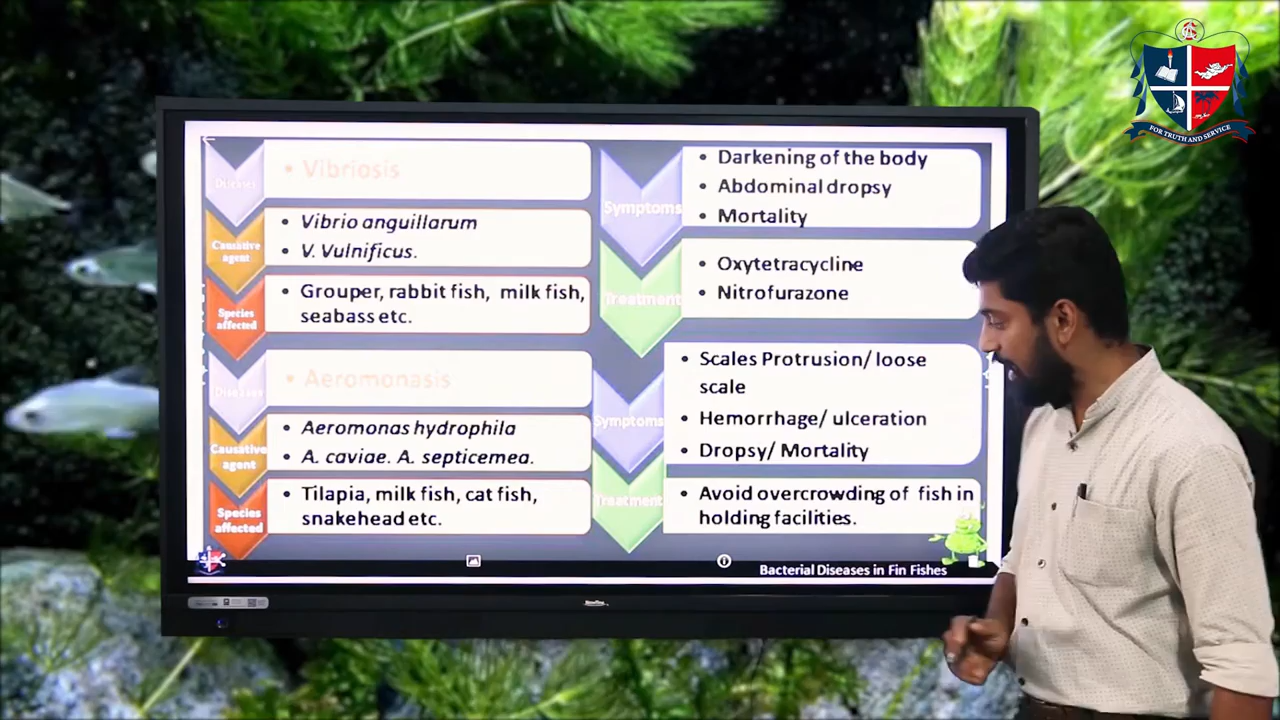 FOR TRUTH AND SERVICE
Disease
• Vibriosis
Causative
agent
• Vibrio anguillarum
• V. Vulnificus.
Species
affected
• Grouper, rabbit fish, milk fish,
seabass etc.
Symptoms
• Darkening of the body
• Abdominal dropsy
• Mortality
Treatment
• Oxytetracycline
• Nitrofurazone
Disease
• Aeromonasis
Causative
agent
• Aeromonas hydrophila
• A. caviae. A. septicemea.
Species
affected
• Tilapia, milk fish, cat fish,
snakehead etc.
Symptoms
• Scales Protrusion/ loose
scale
• Hemorrhage/ ulceration
• Dropsy/ Mortality
Treatment
• Avoid overcrowding of fish in
holding facilities.
Bacterial Diseases in Fin Fishes